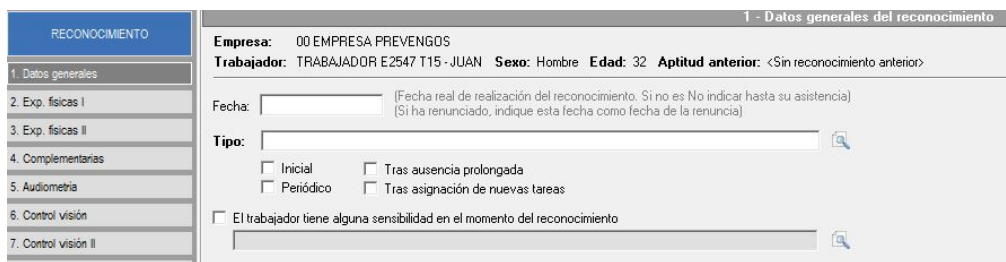 RECONOCIMIENTO
1. Datos generales
2. Exp. fisicas I
3. Exp. fisicas II
4. Complementarias
5. Audiometria
6. Control visión
7. Control visión II
1 - Datos generales del reconocimiento
Empresa: 00 EMPRESA PREVENGOS
Trabajador: TRABAJADOR E2547 T15 - JUAN Sexo: Hombre Edad: 32 Aptitud anterior: <Sin reconocimiento anterior>
Fecha: (Fecha real de realización del reconocimiento. Si no es No indicar hasta su asistencia)
(Si ha renunciado, indique esta fecha como fecha de la renuncia)
Tipo:
Inicial Tras ausencia prolongada
Periódico Tras asignación de nuevas tareas
El trabajador tiene alguna sensibilidad en el momento del reconocimiento